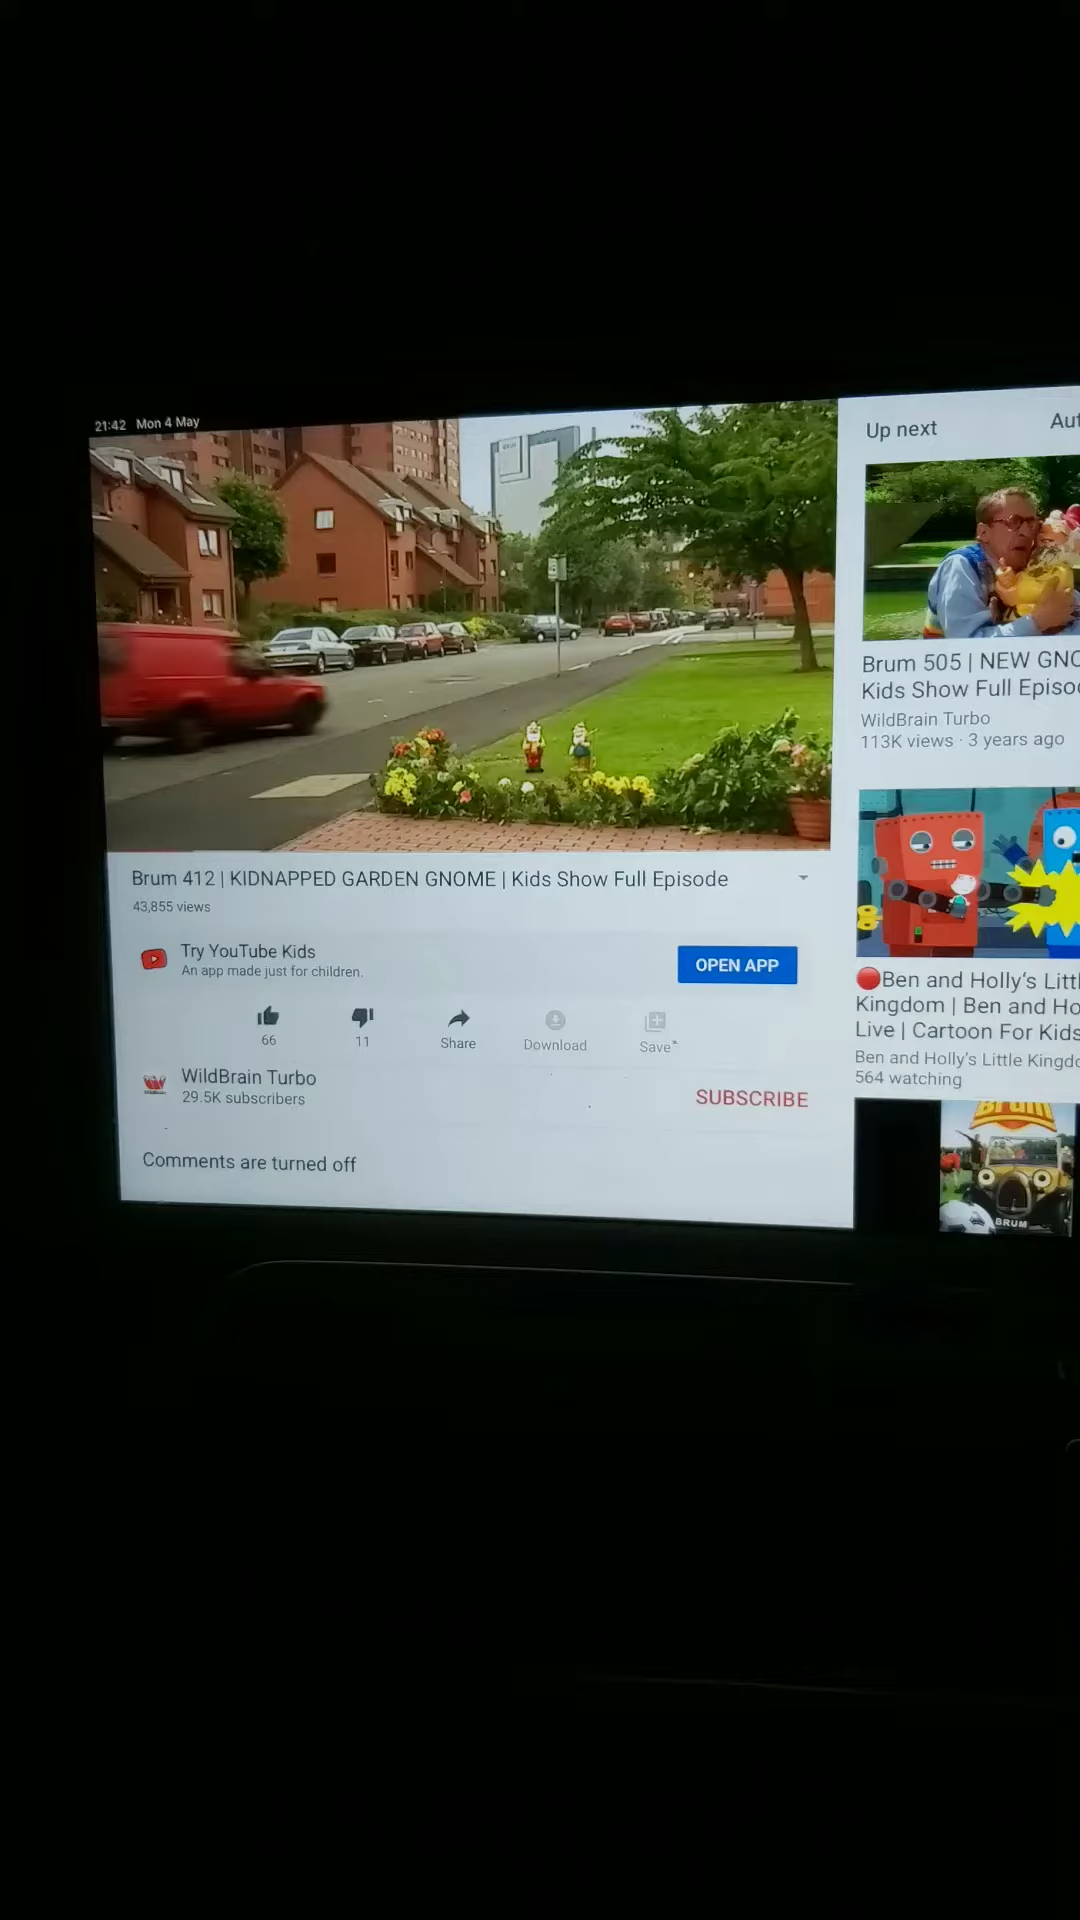 21:42 Mon 4 May
Brum 412 | KIDNAPPED GARDEN GNOME | Kids Show Full Episode
43,855 views
Try YouTube Kids
An app made just for children.
OPEN APP
66
11
Share
Download
Save
WildBrain Turbo
29.5K subscribers
SUBSCRIBE
Comments are turned off
Up next
Aut
Brum 505 | NEW GNO
Kids Show Full Episo
WildBrain Turbo
113K views · 3 years ago
🔴Ben and Holly's Littl
Kingdom | Ben and Ho
Live | Cartoon For Kids
Ben and Holly's Little Kingdo
564 watching
Brum
BRUM